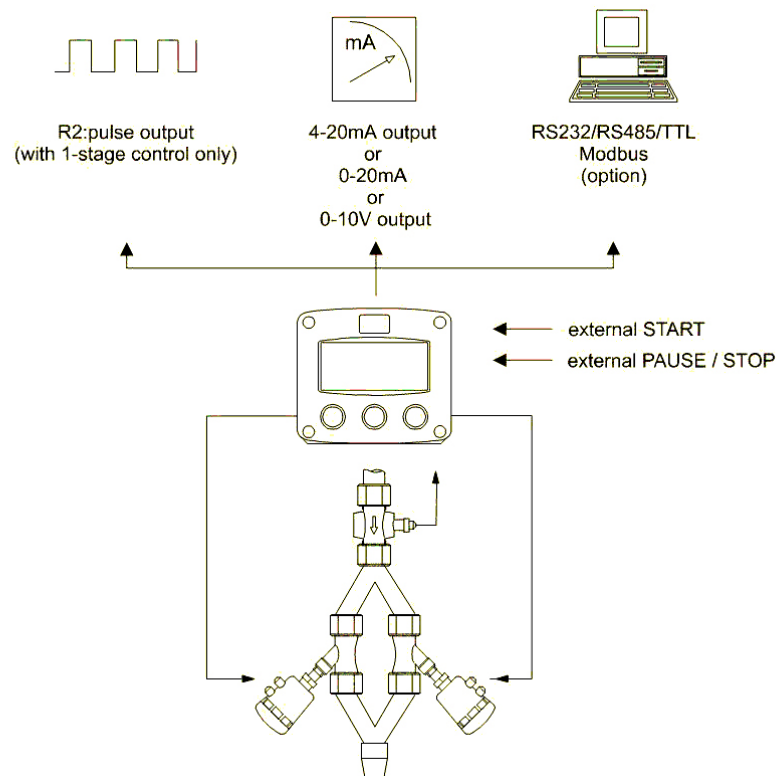 mA
R2:pulse output
(with 1-stage control only)
4-20mA output
or
0-20mA
or
0-10V output
RS232/RS485/TTL
Modbus
(option)
external START
external PAUSE / STOP